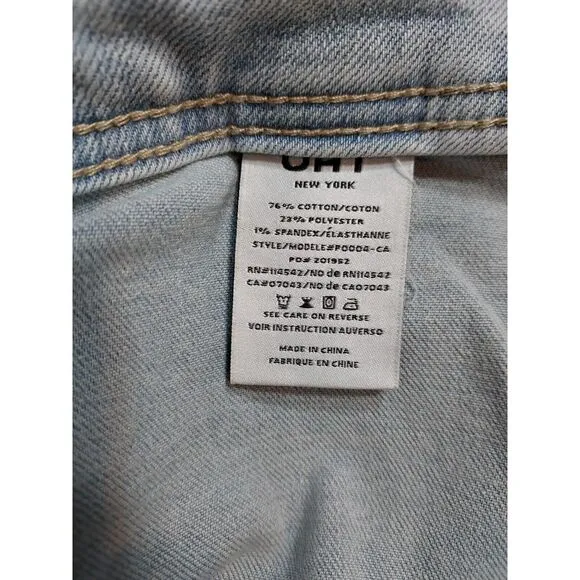 NEW YORK
76% COTTON/COTON
23% POLYESTER
1% SPANDEX/ÉLASTHANNE
STYLE/MODELE#P0004-CA
PO# 201952
RN#114542/NO de RN114542
CA#07043/NO de CA07043
SEE CARE ON REVERSE
VOIR INSTRUCTION AUVERSO
MADE IN CHINA
FABRIQUE EN CHINE